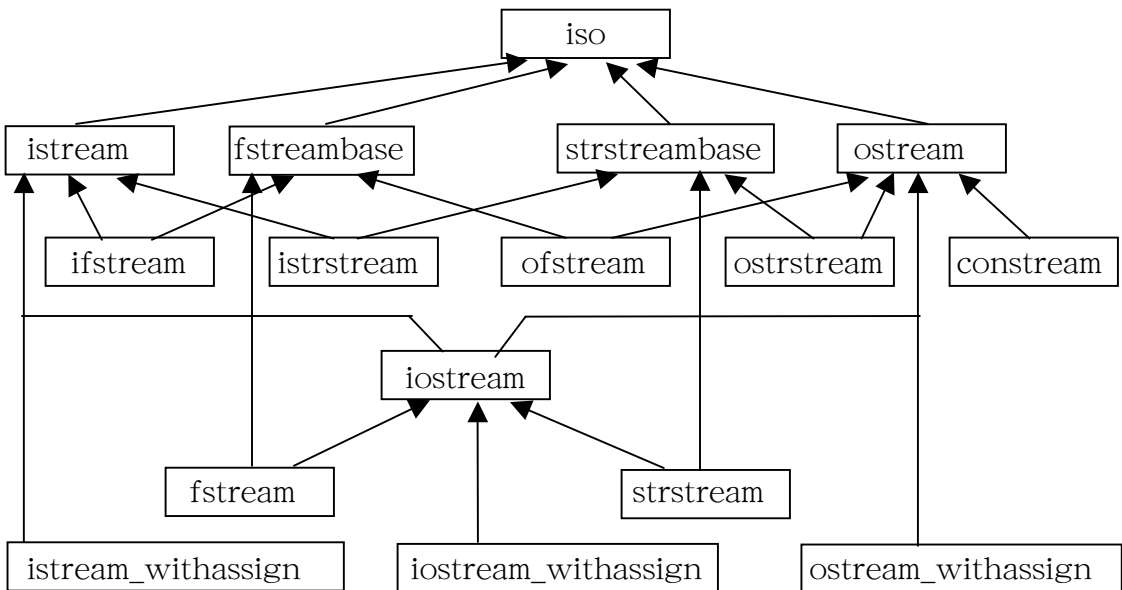 iso
istream fstreambase strstreambase ostream
ifstream istrstream ofstream ostrstream constream
iostream
fstream strstream
istream_withassign iostream_withassign ostream_withassign